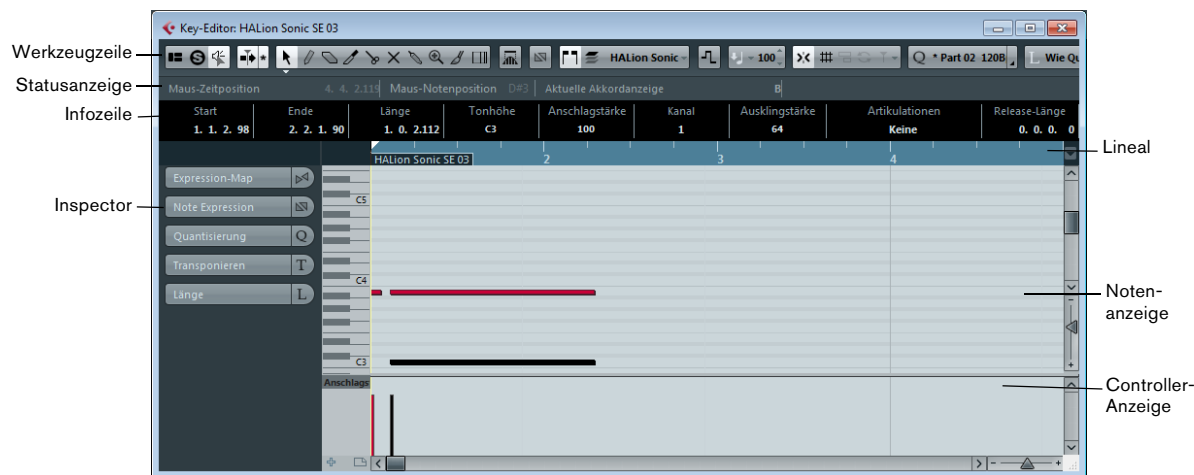 Key-Editor: HALion Sonic SE 03
Werkzeugzeile
HALion Sonic
100
Q * Part 02 120B
L Wie Qu
Statusanzeige
Maus-Zeitposition 4. 4. 2.119 Maus-Notenposition D#3 Aktuelle Akkordanzeige B
Infozeile
Start Ende Länge Tonhöhe Anschlagstärke Kanal Ausklingstärke Artikulationen Release-Länge
1. 1. 2. 98 2. 2. 1. 90 1. 0. 2.112 C3 100 1 64 Keine 0. 0. 0. 0
Lineal
HALion Sonic SE 03 2 3 4
Inspector
Expression-Map
Note Expression
Quantisierung Q
Transponieren T
Länge L
C5
C4
C3
Noten-
anzeige
Anschlags
Controller-
Anzeige